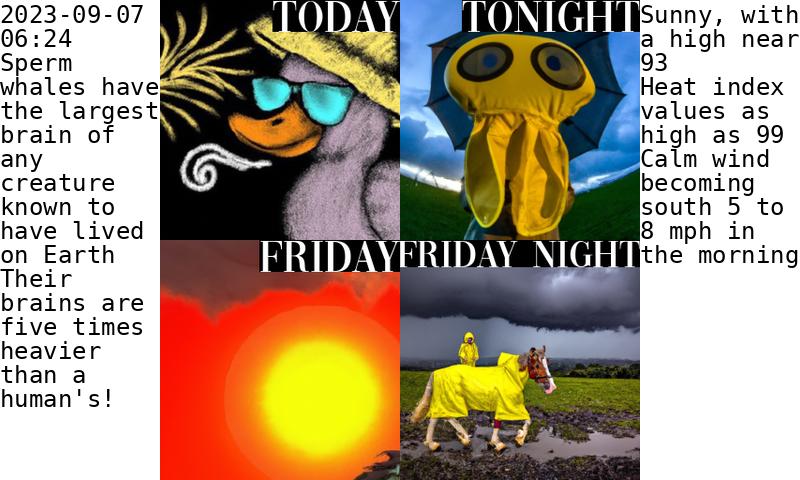 2023-09-07
06:24
Sperm
whales have
the largest
brain of
any
creature
known to
have lived
on Earth
Their
brains are
five times
heavier
than a
human's!
TODAY
TONIGHT
FRIDAY
FRIDAY NIGHT
Sunny, with
a high near
93
Heat index
values as
high as 99
Calm wind
becoming
south 5 to
8 mph in
the morning